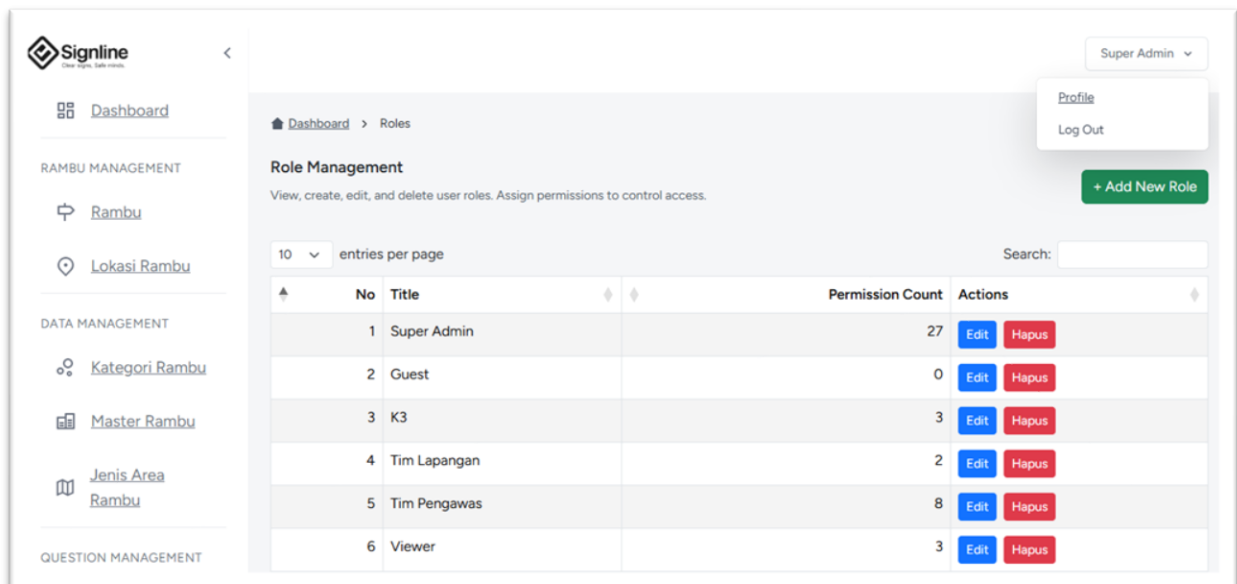 Signline
Clear signs, Safe minds.
Super Admin
Profile
Log Out
Dashboard
RAMBU MANAGEMENT
Rambu
Lokasi Rambu
DATA MANAGEMENT
Kategori Rambu
Master Rambu
Jenis Area
Rambu
QUESTION MANAGEMENT
Dashboard > Roles
Role Management
View, create, edit, and delete user roles. Assign permissions to control access.
+ Add New Role
10 entries per page
Search:
No Title Permission Count Actions
1 Super Admin 27 Edit Hapus
2 Guest 0 Edit Hapus
3 K3 3 Edit Hapus
4 Tim Lapangan 2 Edit Hapus
5 Tim Pengawas 8 Edit Hapus
6 Viewer 3 Edit Hapus